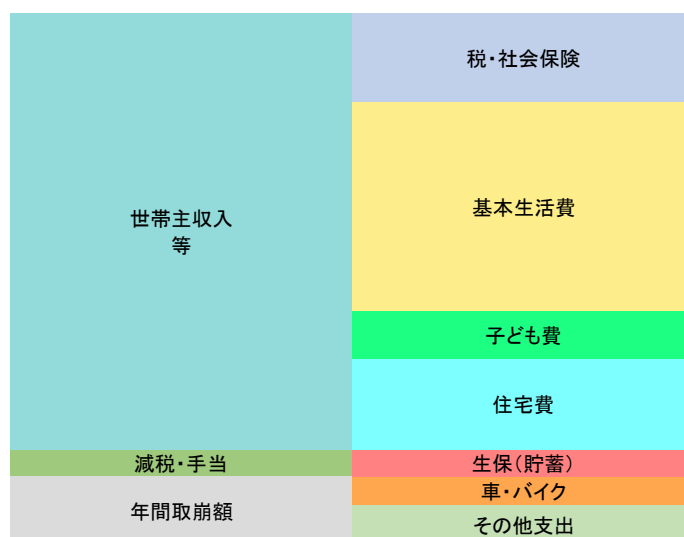 世帯主収入
等
減税・手当
年間取崩額
税・社会保険
基本生活費
子ども費
住宅費
生保(貯蓄)
車・バイク
その他支出